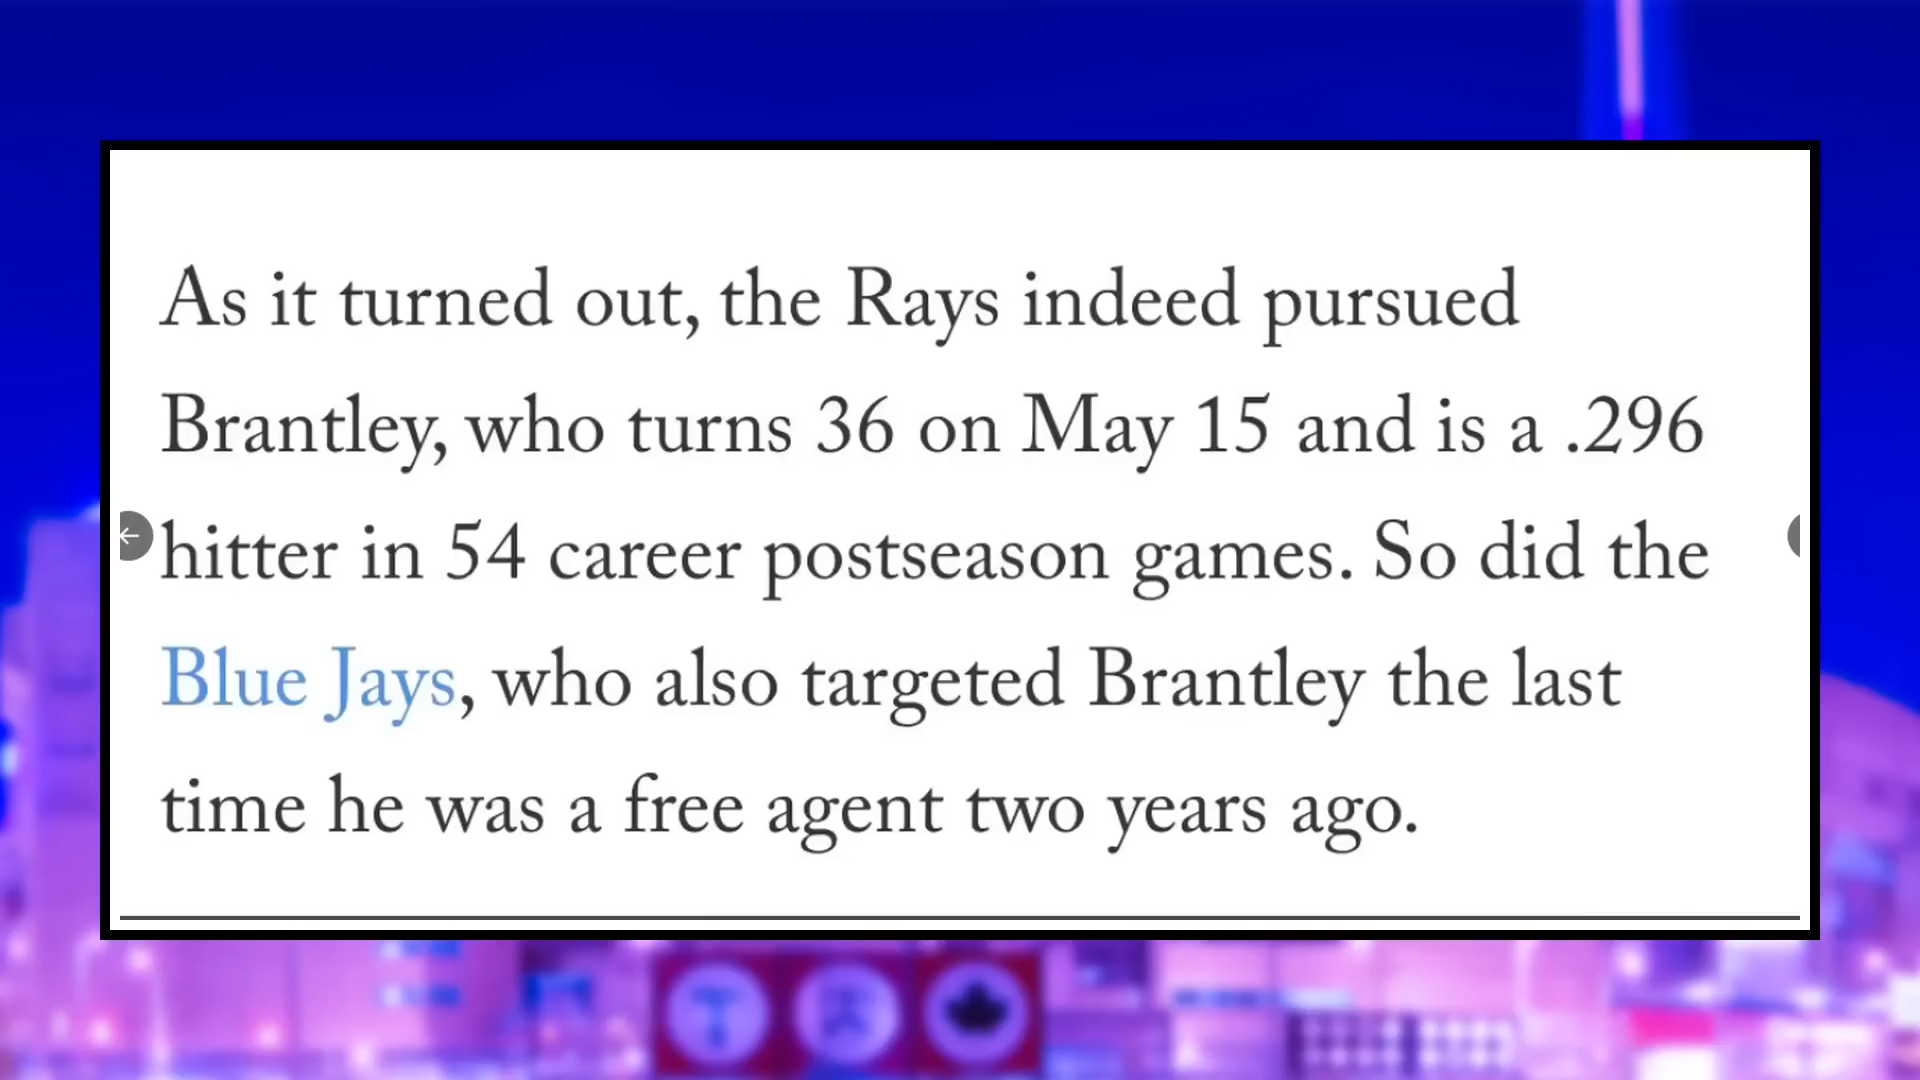 As it turned out, the Rays indeed pursued
Brantley, who turns 36 on May 15 and is a .296
hitter in 54 career postseason games. So did the
Blue Jays, who also targeted Brantley the last
time he was a free agent two years ago.